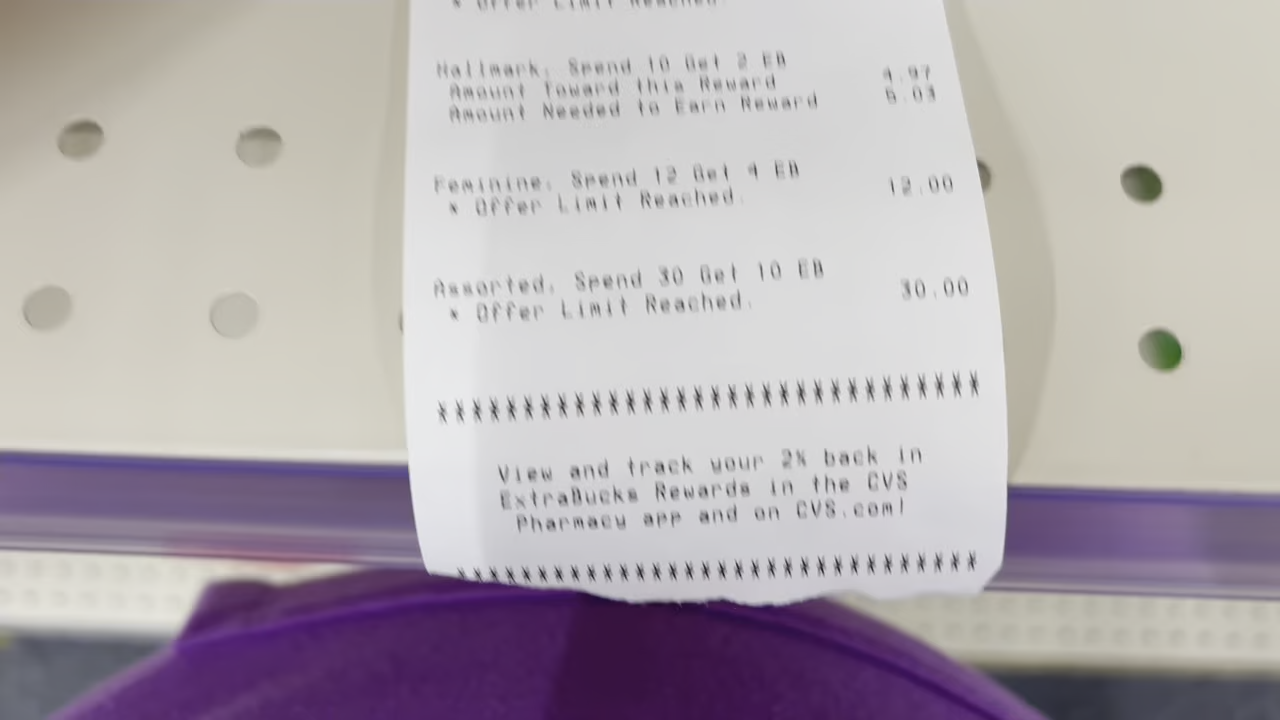 * Offer Limit Reached.
Hallmark, Spend 10 Get 2 EB
Amount Toward this Reward 4.97
Amount Needed to Earn Reward 5.03
Feminine, Spend 12 Get 4 EB
* Offer Limit Reached. 12.00
Assorted, Spend 30 Get 10 EB
* Offer Limit Reached. 30.00
*******************************
View and track your 2% back in
ExtraBucks Rewards in the CVS
Pharmacy app and on CVS.com!
*******************************